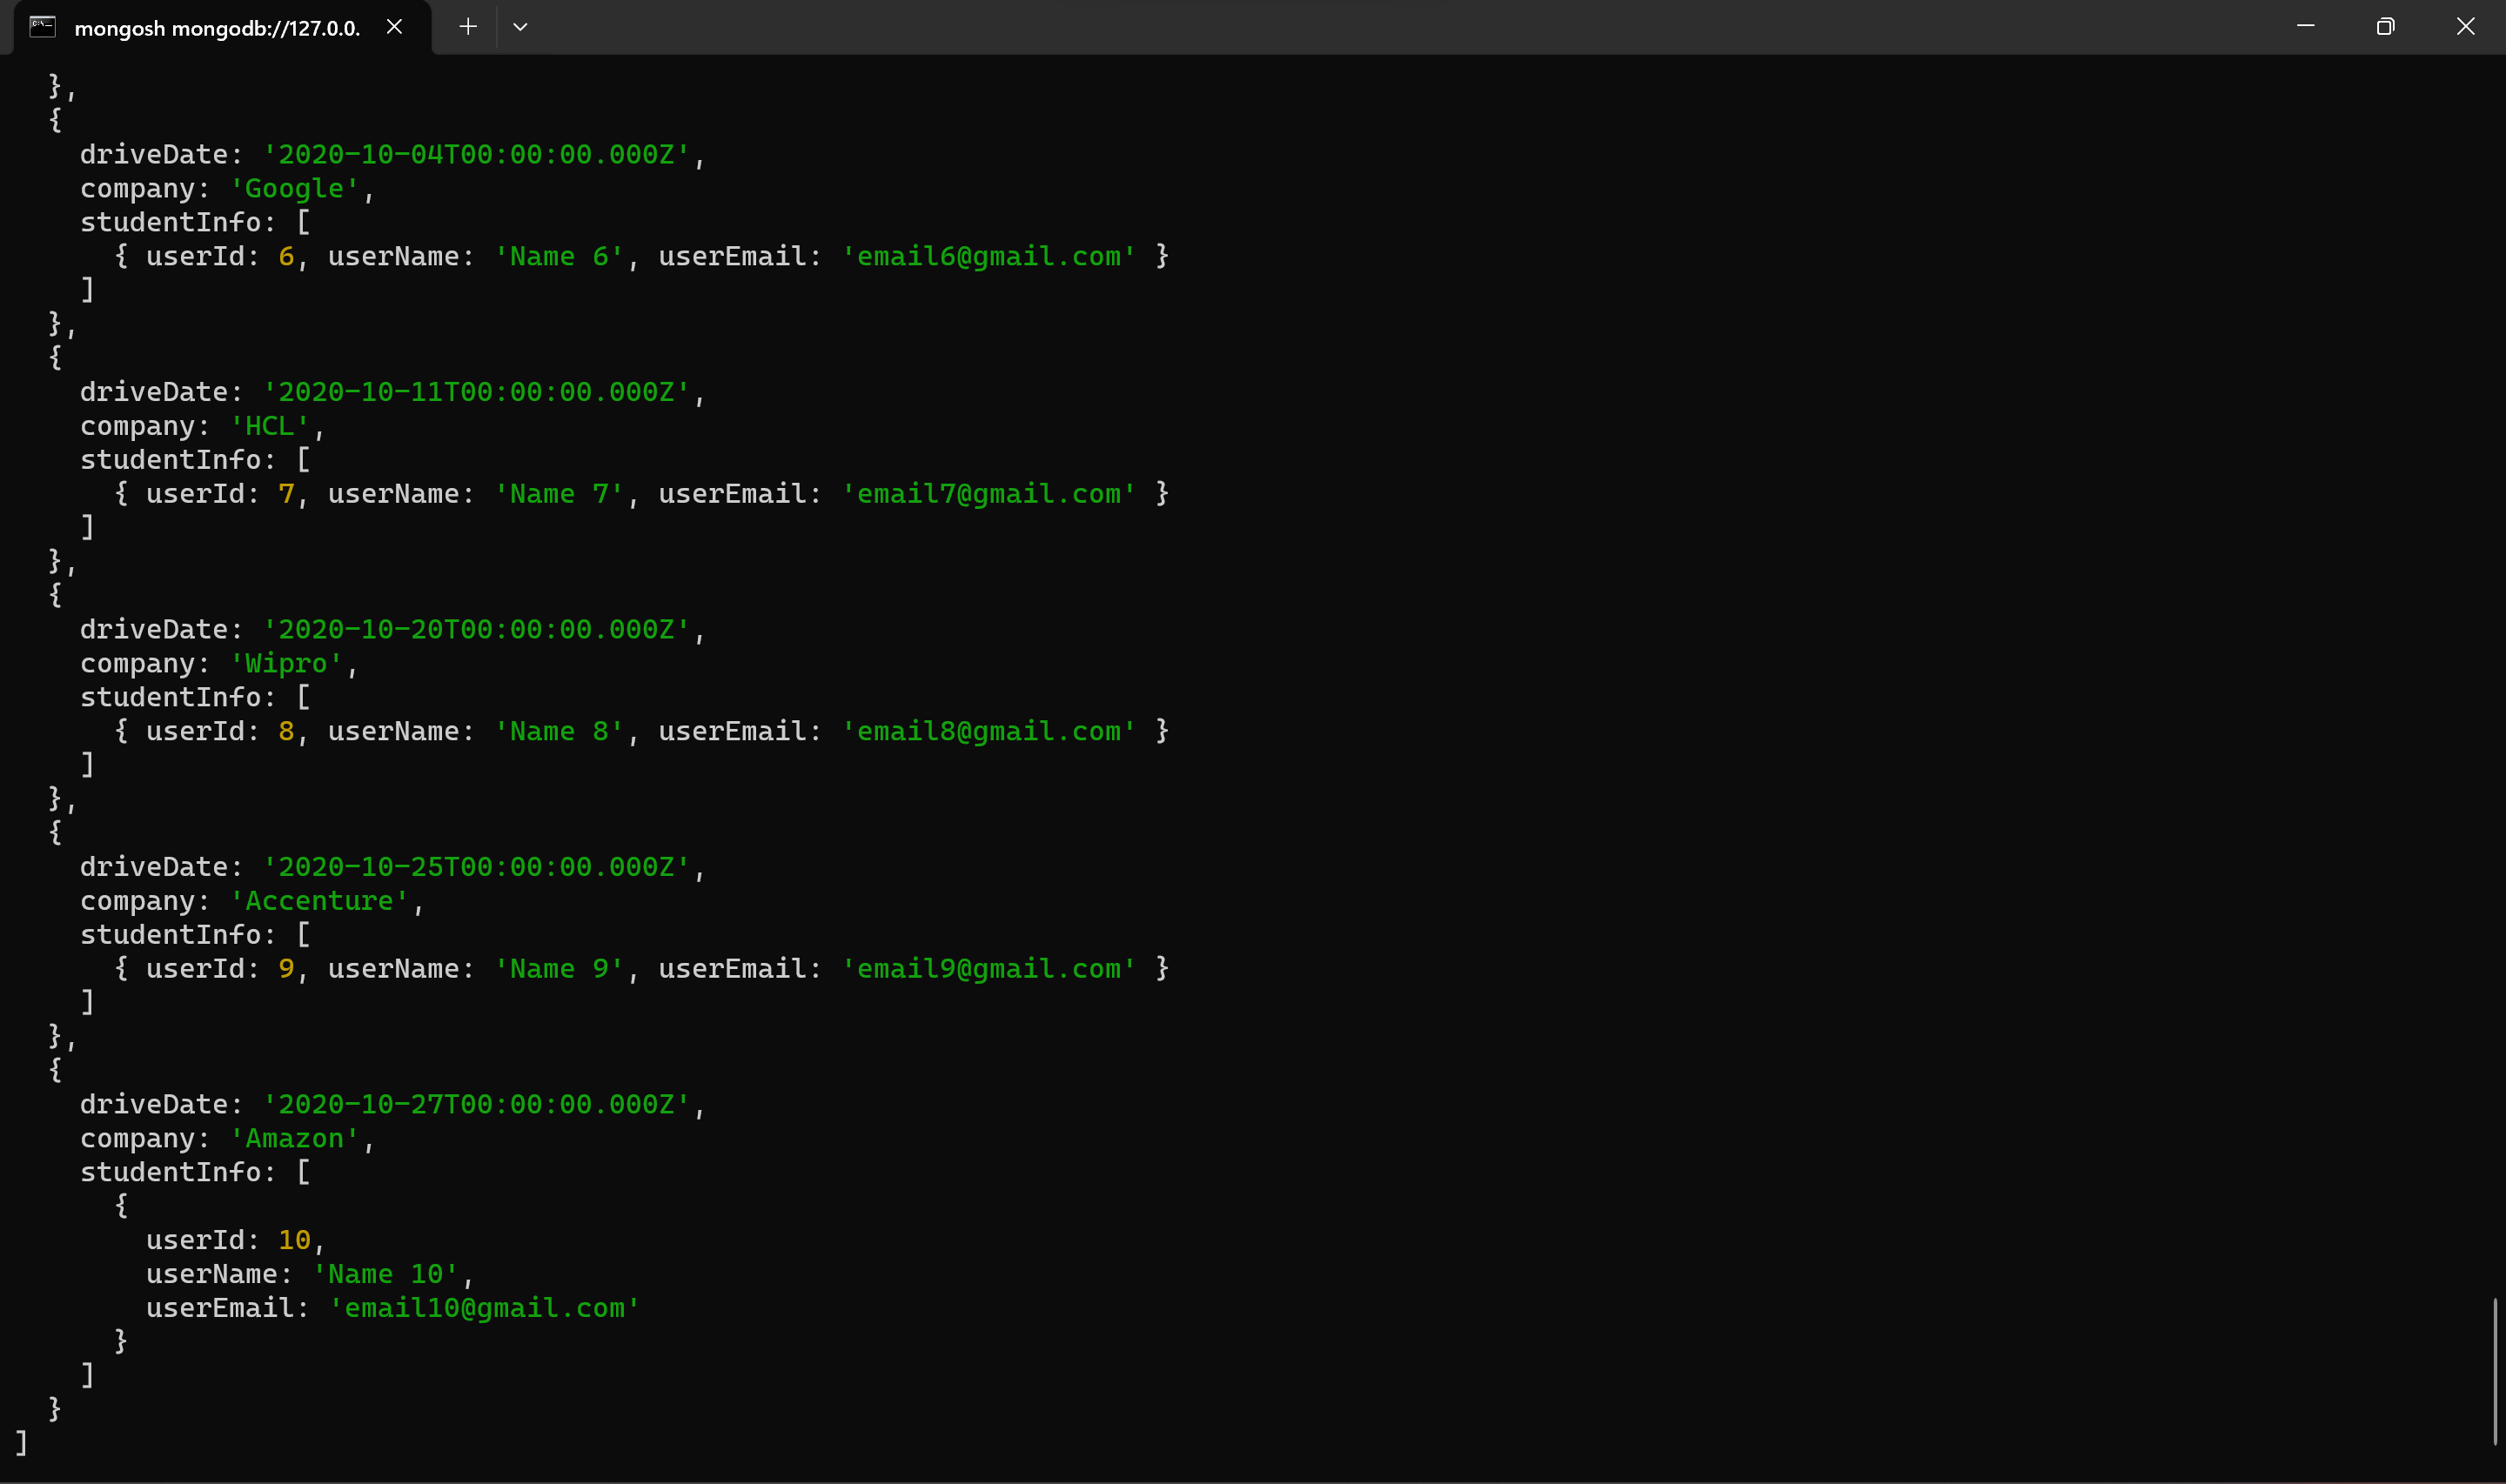 mongosh mongodb://127.0.0.
  },
  {
    driveDate: '2020-10-04T00:00:00.000Z',
    company: 'Google',
    studentInfo: [
      { userId: 6, userName: 'Name 6', userEmail: 'email6@gmail.com' }
    ]
  },
  {
    driveDate: '2020-10-11T00:00:00.000Z',
    company: 'HCL',
    studentInfo: [
      { userId: 7, userName: 'Name 7', userEmail: 'email7@gmail.com' }
    ]
  },
  {
    driveDate: '2020-10-20T00:00:00.000Z',
    company: 'Wipro',
    studentInfo: [
      { userId: 8, userName: 'Name 8', userEmail: 'email8@gmail.com' }
    ]
  },
  {
    driveDate: '2020-10-25T00:00:00.000Z',
    company: 'Accenture',
    studentInfo: [
      { userId: 9, userName: 'Name 9', userEmail: 'email9@gmail.com' }
    ]
  },
  {
    driveDate: '2020-10-27T00:00:00.000Z',
    company: 'Amazon',
    studentInfo: [
      {
        userId: 10,
        userName: 'Name 10',
        userEmail: 'email10@gmail.com'
      }
    ]
  }
]